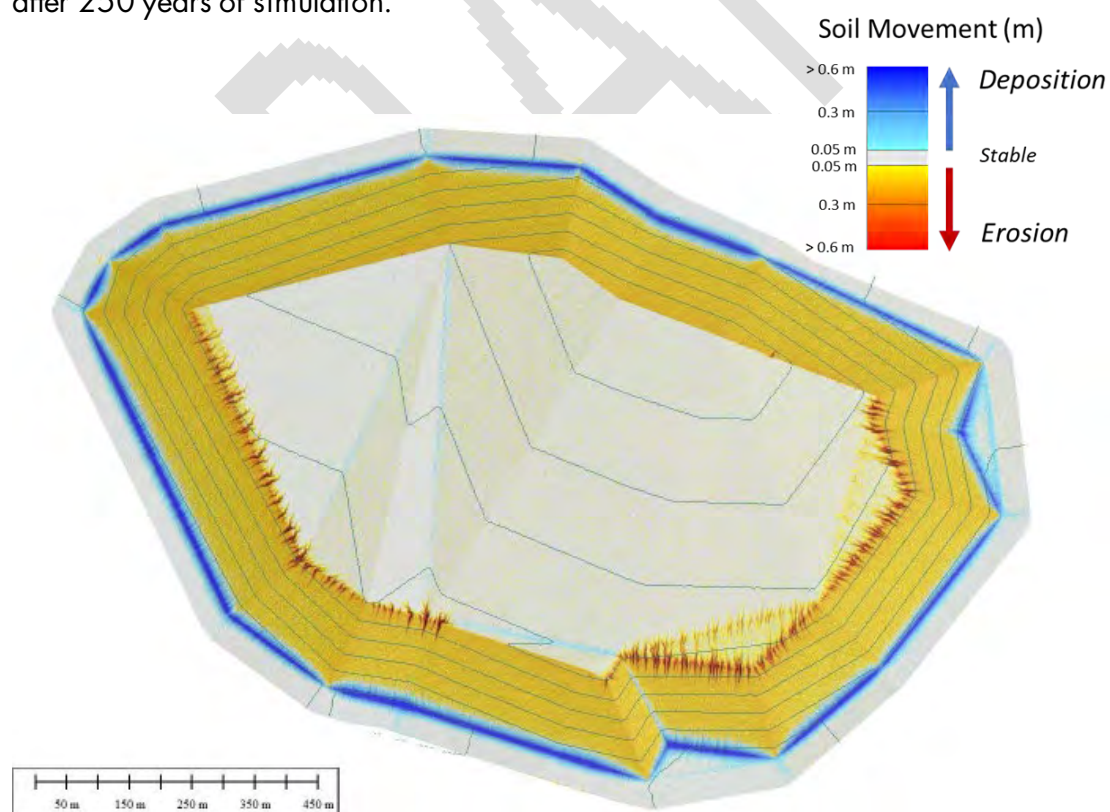 after 250 years of simulation.
Soil Movement (m)
> 0.6 m
Deposition
0.3 m
0.05 m
Stable
0.05 m
0.3 m
Erosion
> 0.6 m
50 m 150 m 250 m 350 m 450 m